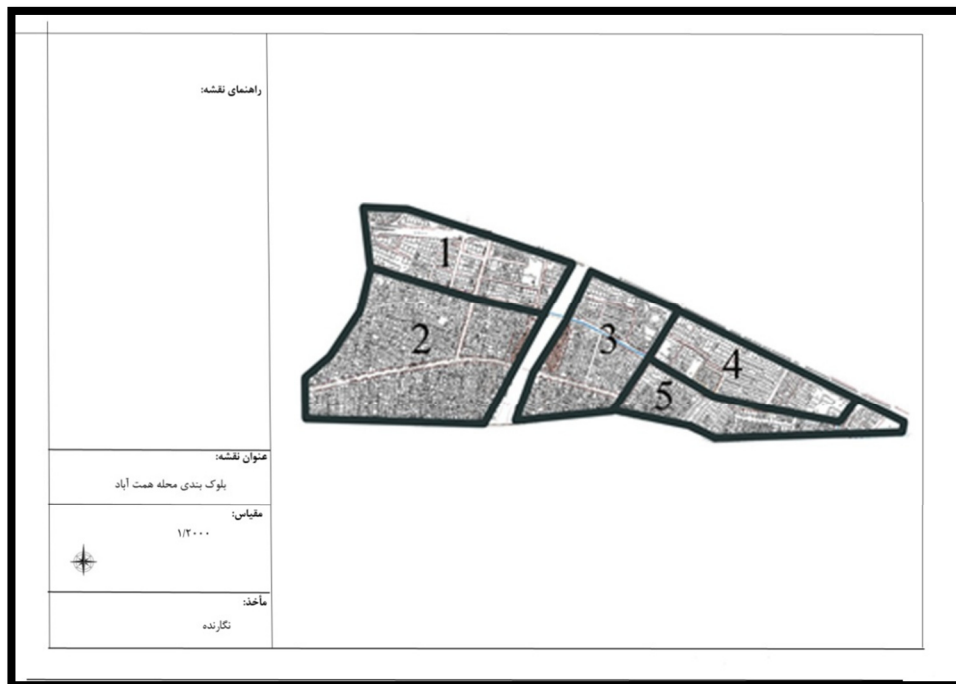 راهنمای نقشه:
1
2
3
4
5
عنوان نقشه:
بلوک بندی محله همت آباد
مقیاس:
۱/۲۰۰۰
مأخذ:
نگارنده